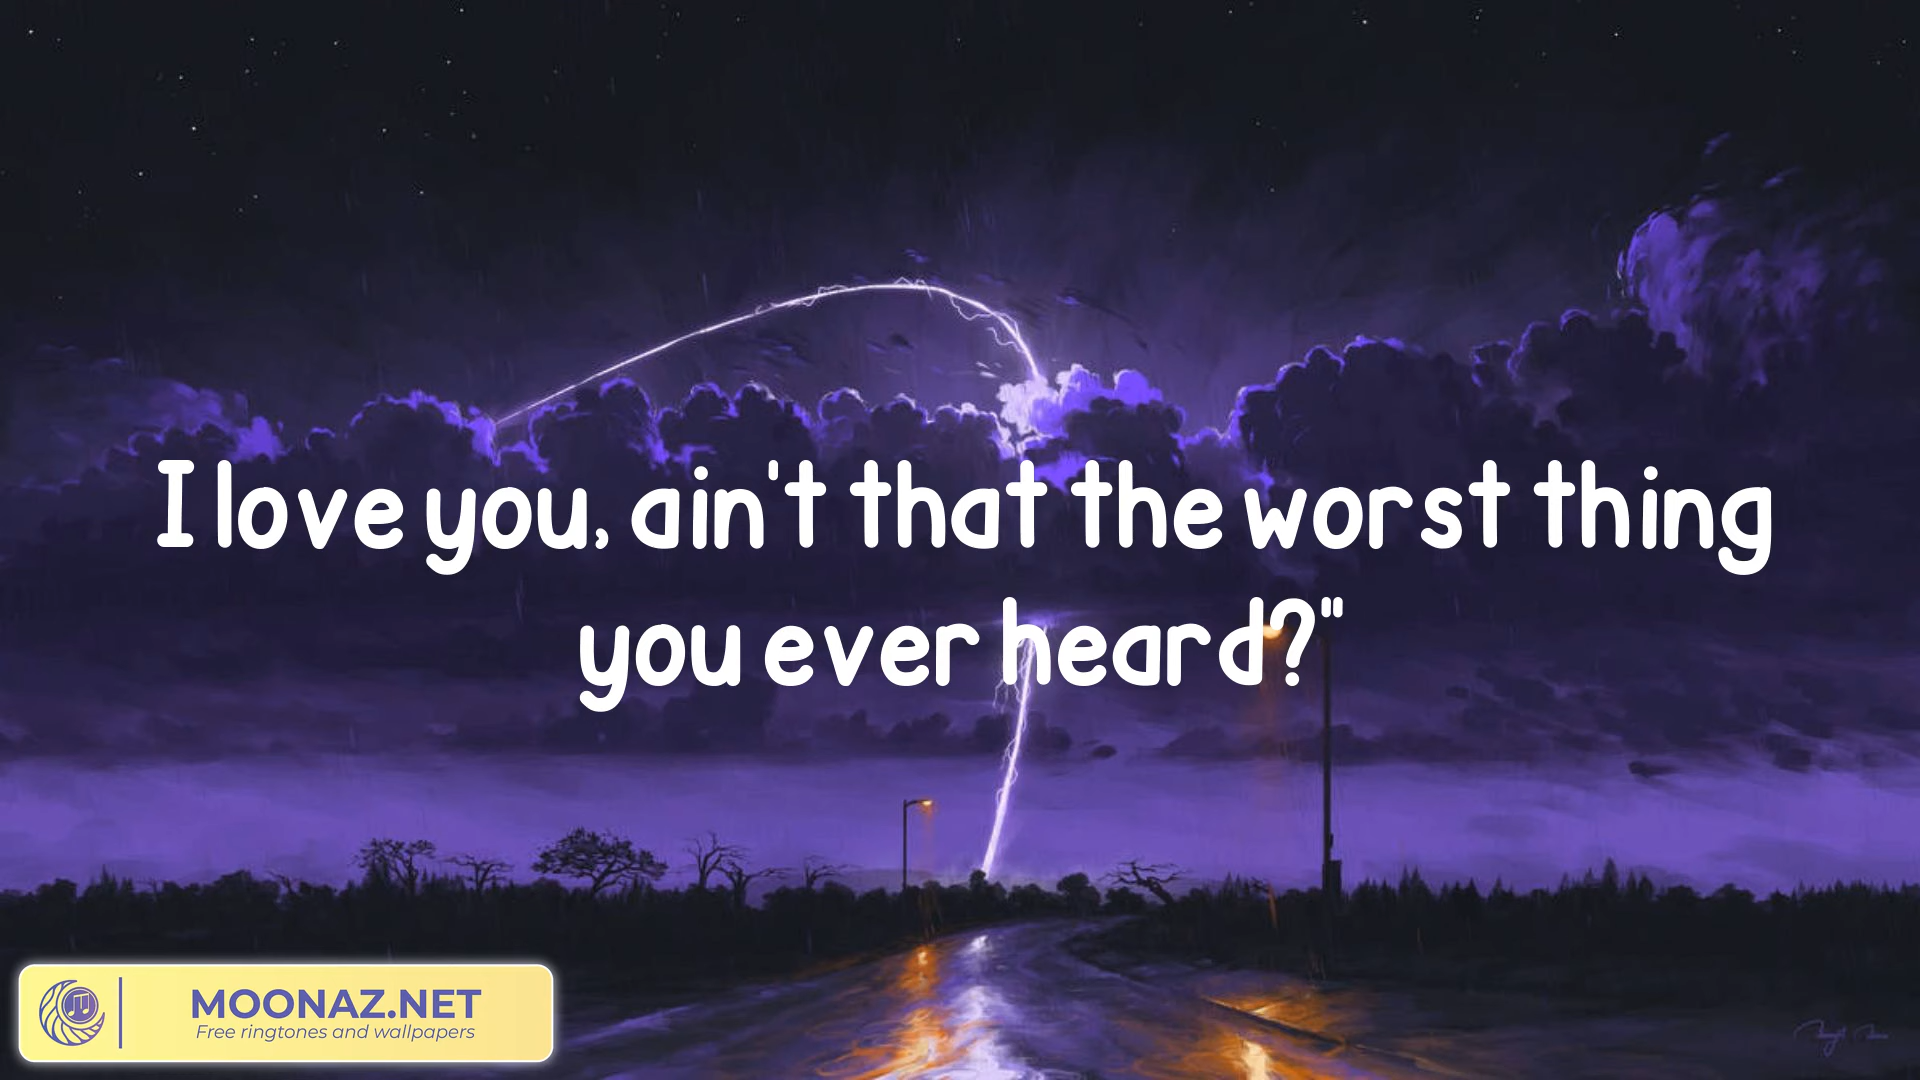 I love you, ain't that the worst thing
you ever heard?"
MOONAZ.NET
Free ringtones and wallpapers